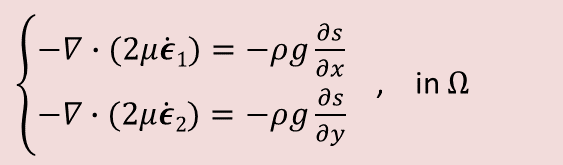 −∇ · (2μϵ̇₁) = −ρg ∂s/∂x
−∇ · (2μϵ̇₂) = −ρg ∂s/∂y , in Ω